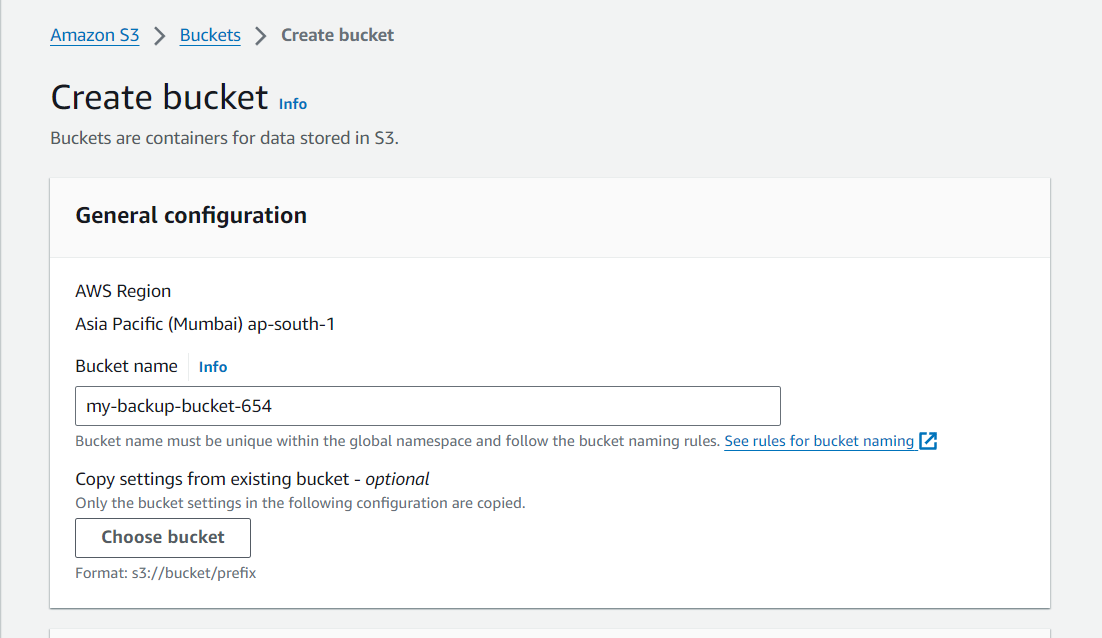 Amazon S3 > Buckets > Create bucket
Create bucket Info
Buckets are containers for data stored in S3.
General configuration
AWS Region
Asia Pacific (Mumbai) ap-south-1
Bucket name Info
my-backup-bucket-654
Bucket name must be unique within the global namespace and follow the bucket naming rules. See rules for bucket naming
Copy settings from existing bucket - optional
Only the bucket settings in the following configuration are copied.
Choose bucket
Format: s3://bucket/prefix